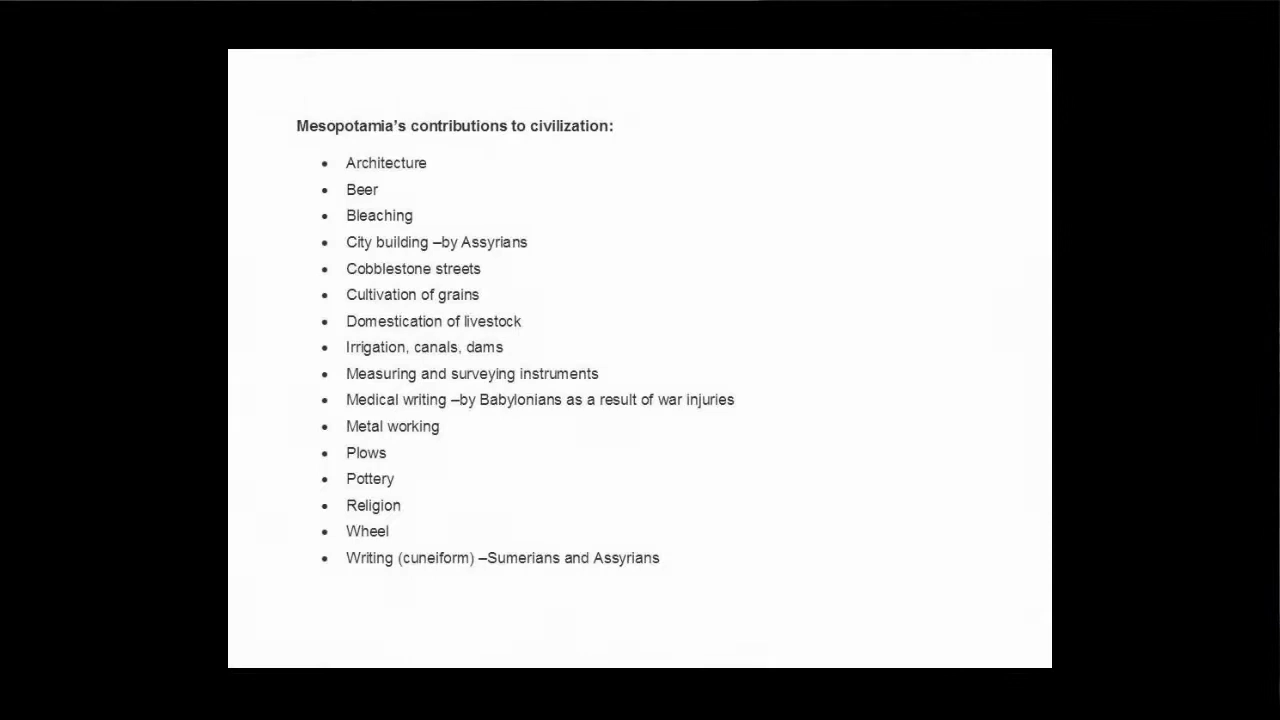 Mesopotamia's contributions to civilization:
• Architecture
• Beer
• Bleaching
• City building –by Assyrians
• Cobblestone streets
• Cultivation of grains
• Domestication of livestock
• Irrigation, canals, dams
• Measuring and surveying instruments
• Medical writing –by Babylonians as a result of war injuries
• Metal working
• Plows
• Pottery
• Religion
• Wheel
• Writing (cuneiform) –Sumerians and Assyrians